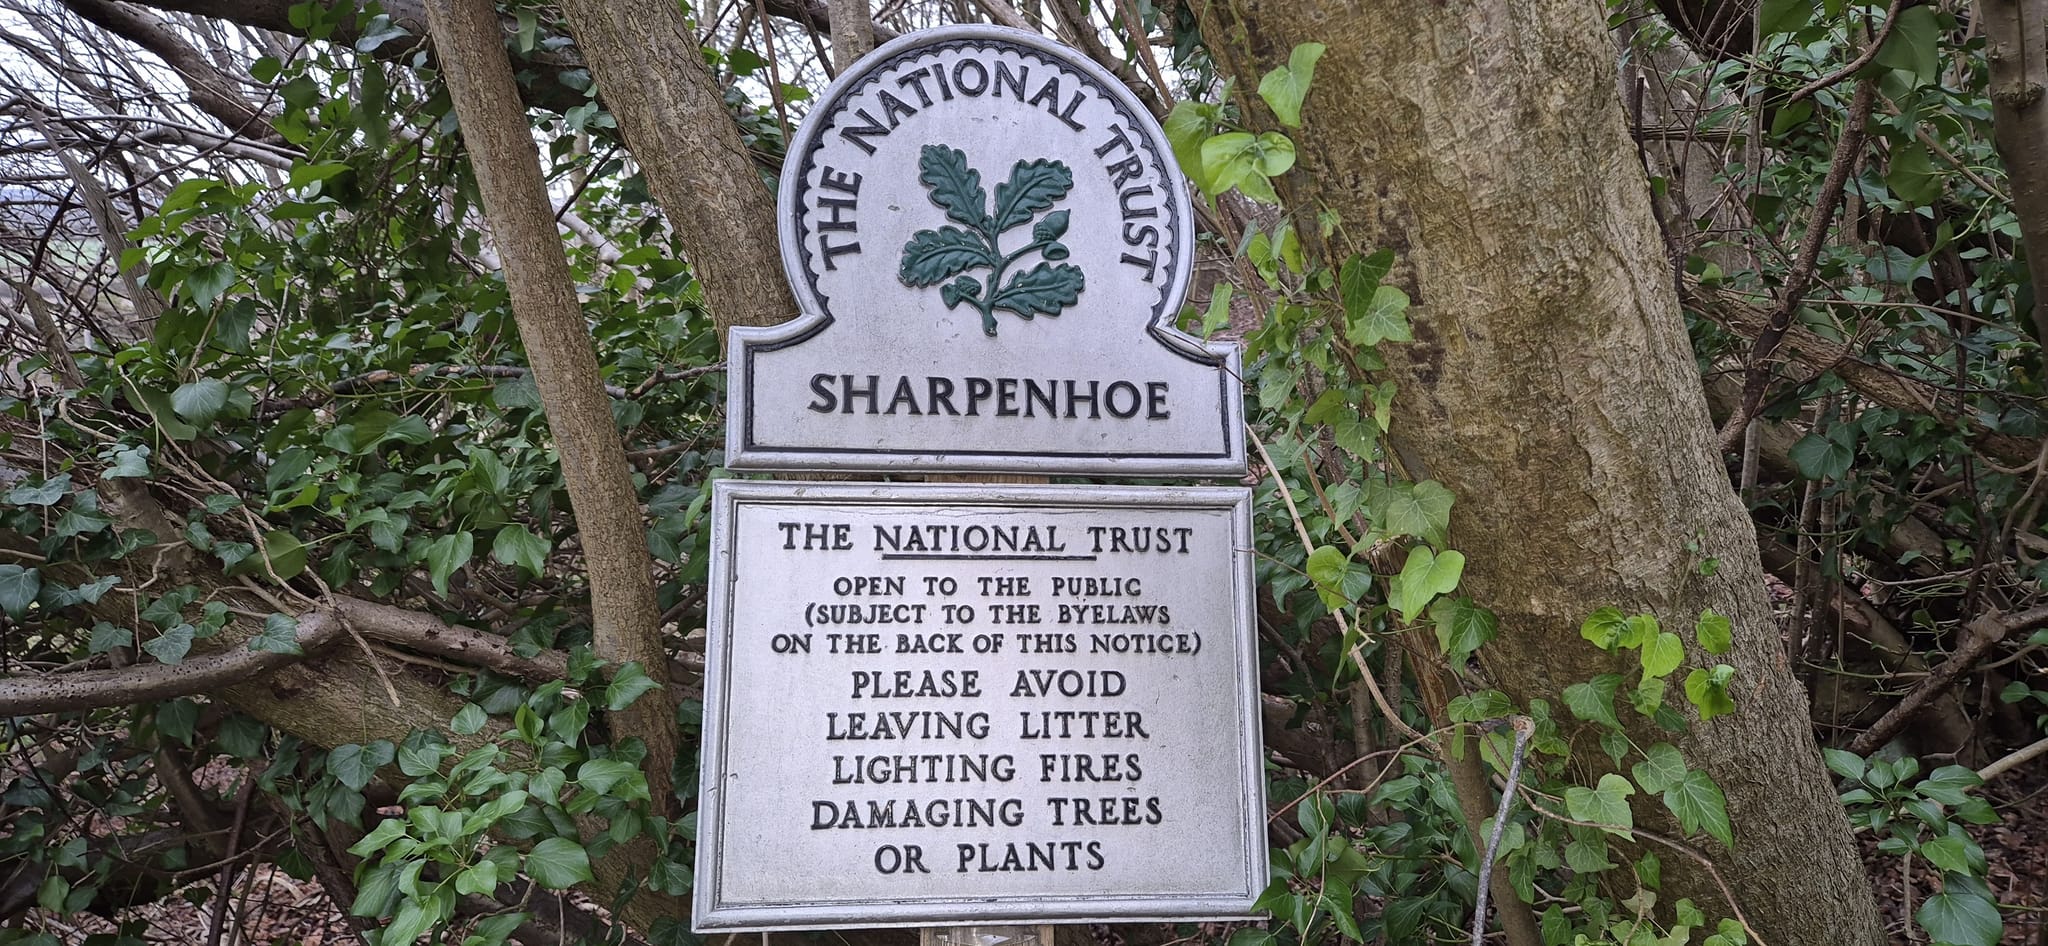 THE NATIONAL TRUST
SHARPENHOE
THE NATIONAL TRUST
OPEN TO THE PUBLIC
(SUBJECT TO THE BYELAWS
ON THE BACK OF THIS NOTICE)
PLEASE AVOID
LEAVING LITTER
LIGHTING FIRES
DAMAGING TREES
OR PLANTS